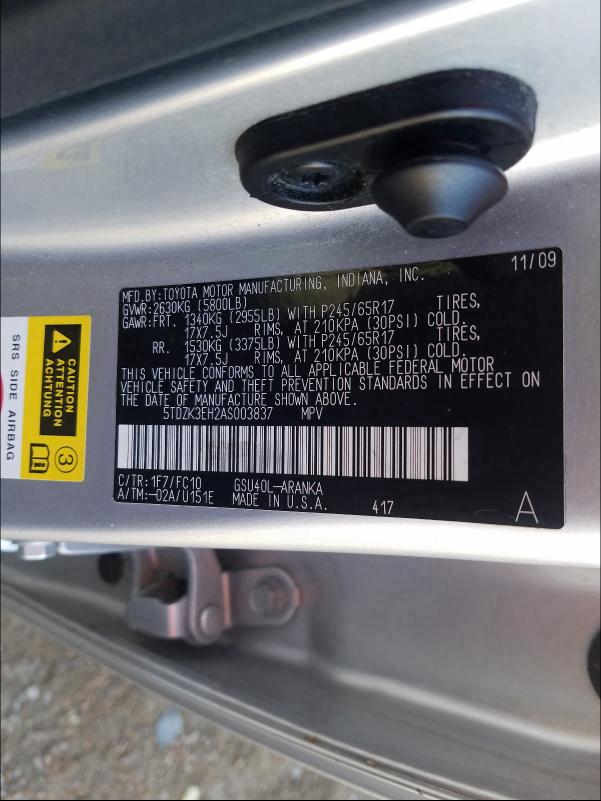 11/09
MFD.BY:TOYOTA MOTOR MANUFACTURING, INDIANA, INC.
GVWR:2630KG (5800LB)
GAWR:FRT. 1340KG (2955LB) WITH P245/65R17 TIRES,
17X7.5J RIMS, AT 210KPA (30PSI) COLD.
RR. 1530KG (3375LB) WITH P245/65R17 TIRES,
17X7.5J RIMS, AT 210KPA (30PSI) COLD.
THIS VEHICLE CONFORMS TO ALL APPLICABLE FEDERAL MOTOR
VEHICLE SAFETY AND THEFT PREVENTION STANDARDS IN EFFECT ON
THE DATE OF MANUFACTURE SHOWN ABOVE.
5TDZK3EH2AS003837 MPV
C/TR:1F7/FC10 GSU40L-ARANKA
A/TM:-02A/U151E MADE IN U.S.A. 417 A
CAUTION
ATTENTION
ACHTUNG
3
SRS SIDE AIRBAG